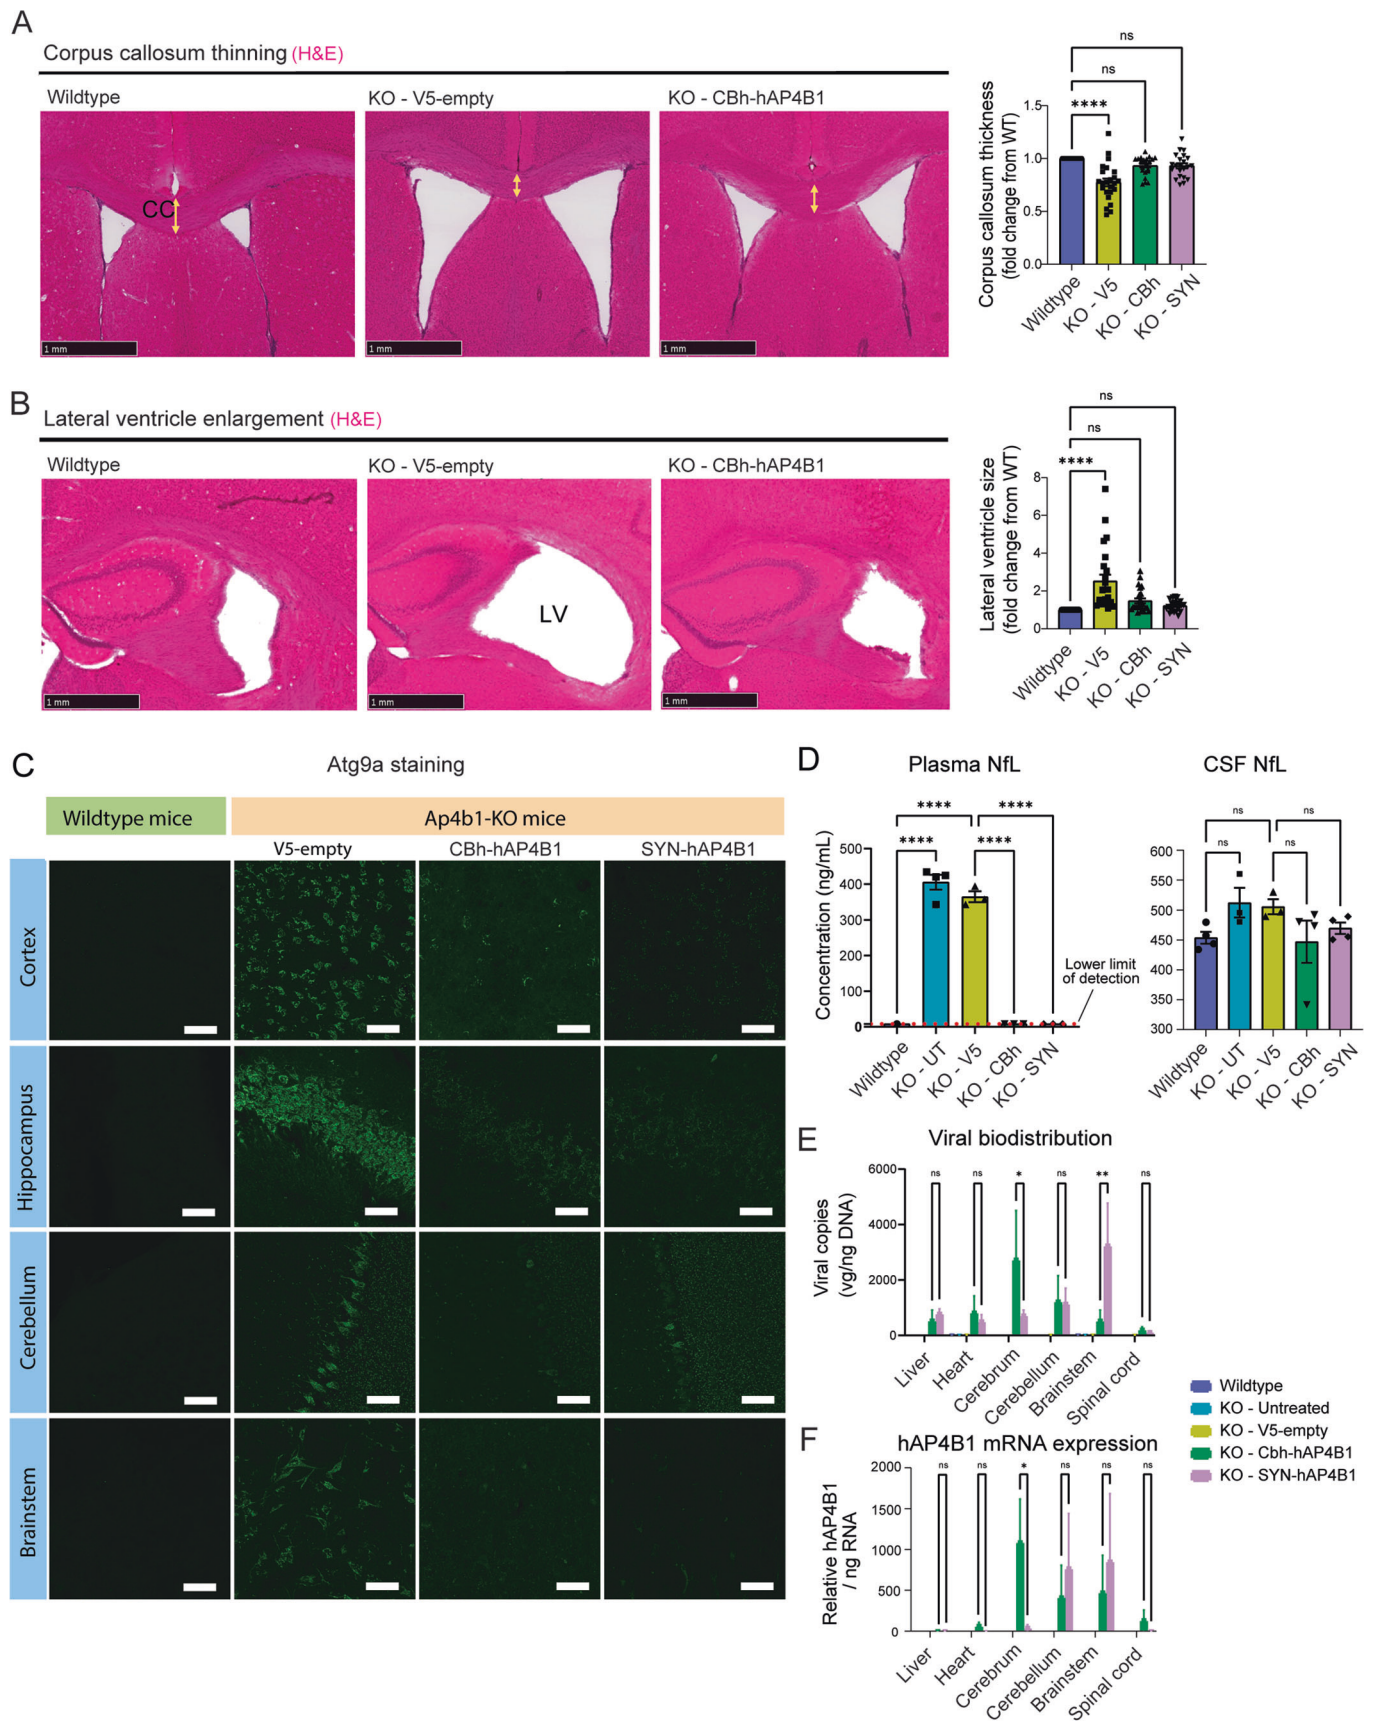 A
Corpus callosum thinning (H&E)
Wildtype
KO - V5-empty
KO - CBh-hAP4B1
CC
1 mm
1 mm
1 mm
ns
ns
****
Corpus callosum thickness
(fold change from WT)
1.5
1.0
0.5
0.0
Wildtype
KO - V5
KO - CBh
KO - SYN
B
Lateral ventricle enlargement (H&E)
Wildtype
KO - V5-empty
KO - CBh-hAP4B1
LV
1 mm
1 mm
1 mm
ns
ns
****
Lateral ventricle size
(fold change from WT)
8
6
4
2
0
Wildtype
KO - V5
KO - CBh
KO - SYN
C
Atg9a staining
Wildtype mice
Ap4b1-KO mice
V5-empty
CBh-hAP4B1
SYN-hAP4B1
Cortex
Hippocampus
Cerebellum
Brainstem
D
Plasma NfL
**** ****
**** ****
Concentration (ng/mL)
500
400
300
200
100
0
Lower limit
of detection
Wildtype
KO - UT
KO - V5
KO - CBh
KO - SYN
CSF NfL
ns ns
ns ns
600
550
500
450
400
350
300
Wildtype
KO - UT
KO - V5
KO - CBh
KO - SYN
E
Viral biodistribution
Viral copies
(vg/ng DNA)
6000
4000
2000
0
ns ns * ns ** ns
Liver
Heart
Cerebrum
Cerebellum
Brainstem
Spinal cord
Wildtype
KO - Untreated
KO - V5-empty
KO - Cbh-hAP4B1
KO - SYN-hAP4B1
F
hAP4B1 mRNA expression
Relative hAP4B1
/ ng RNA
2000
1500
1000
500
0
ns ns * ns ns ns
Liver
Heart
Cerebrum
Cerebellum
Brainstem
Spinal cord